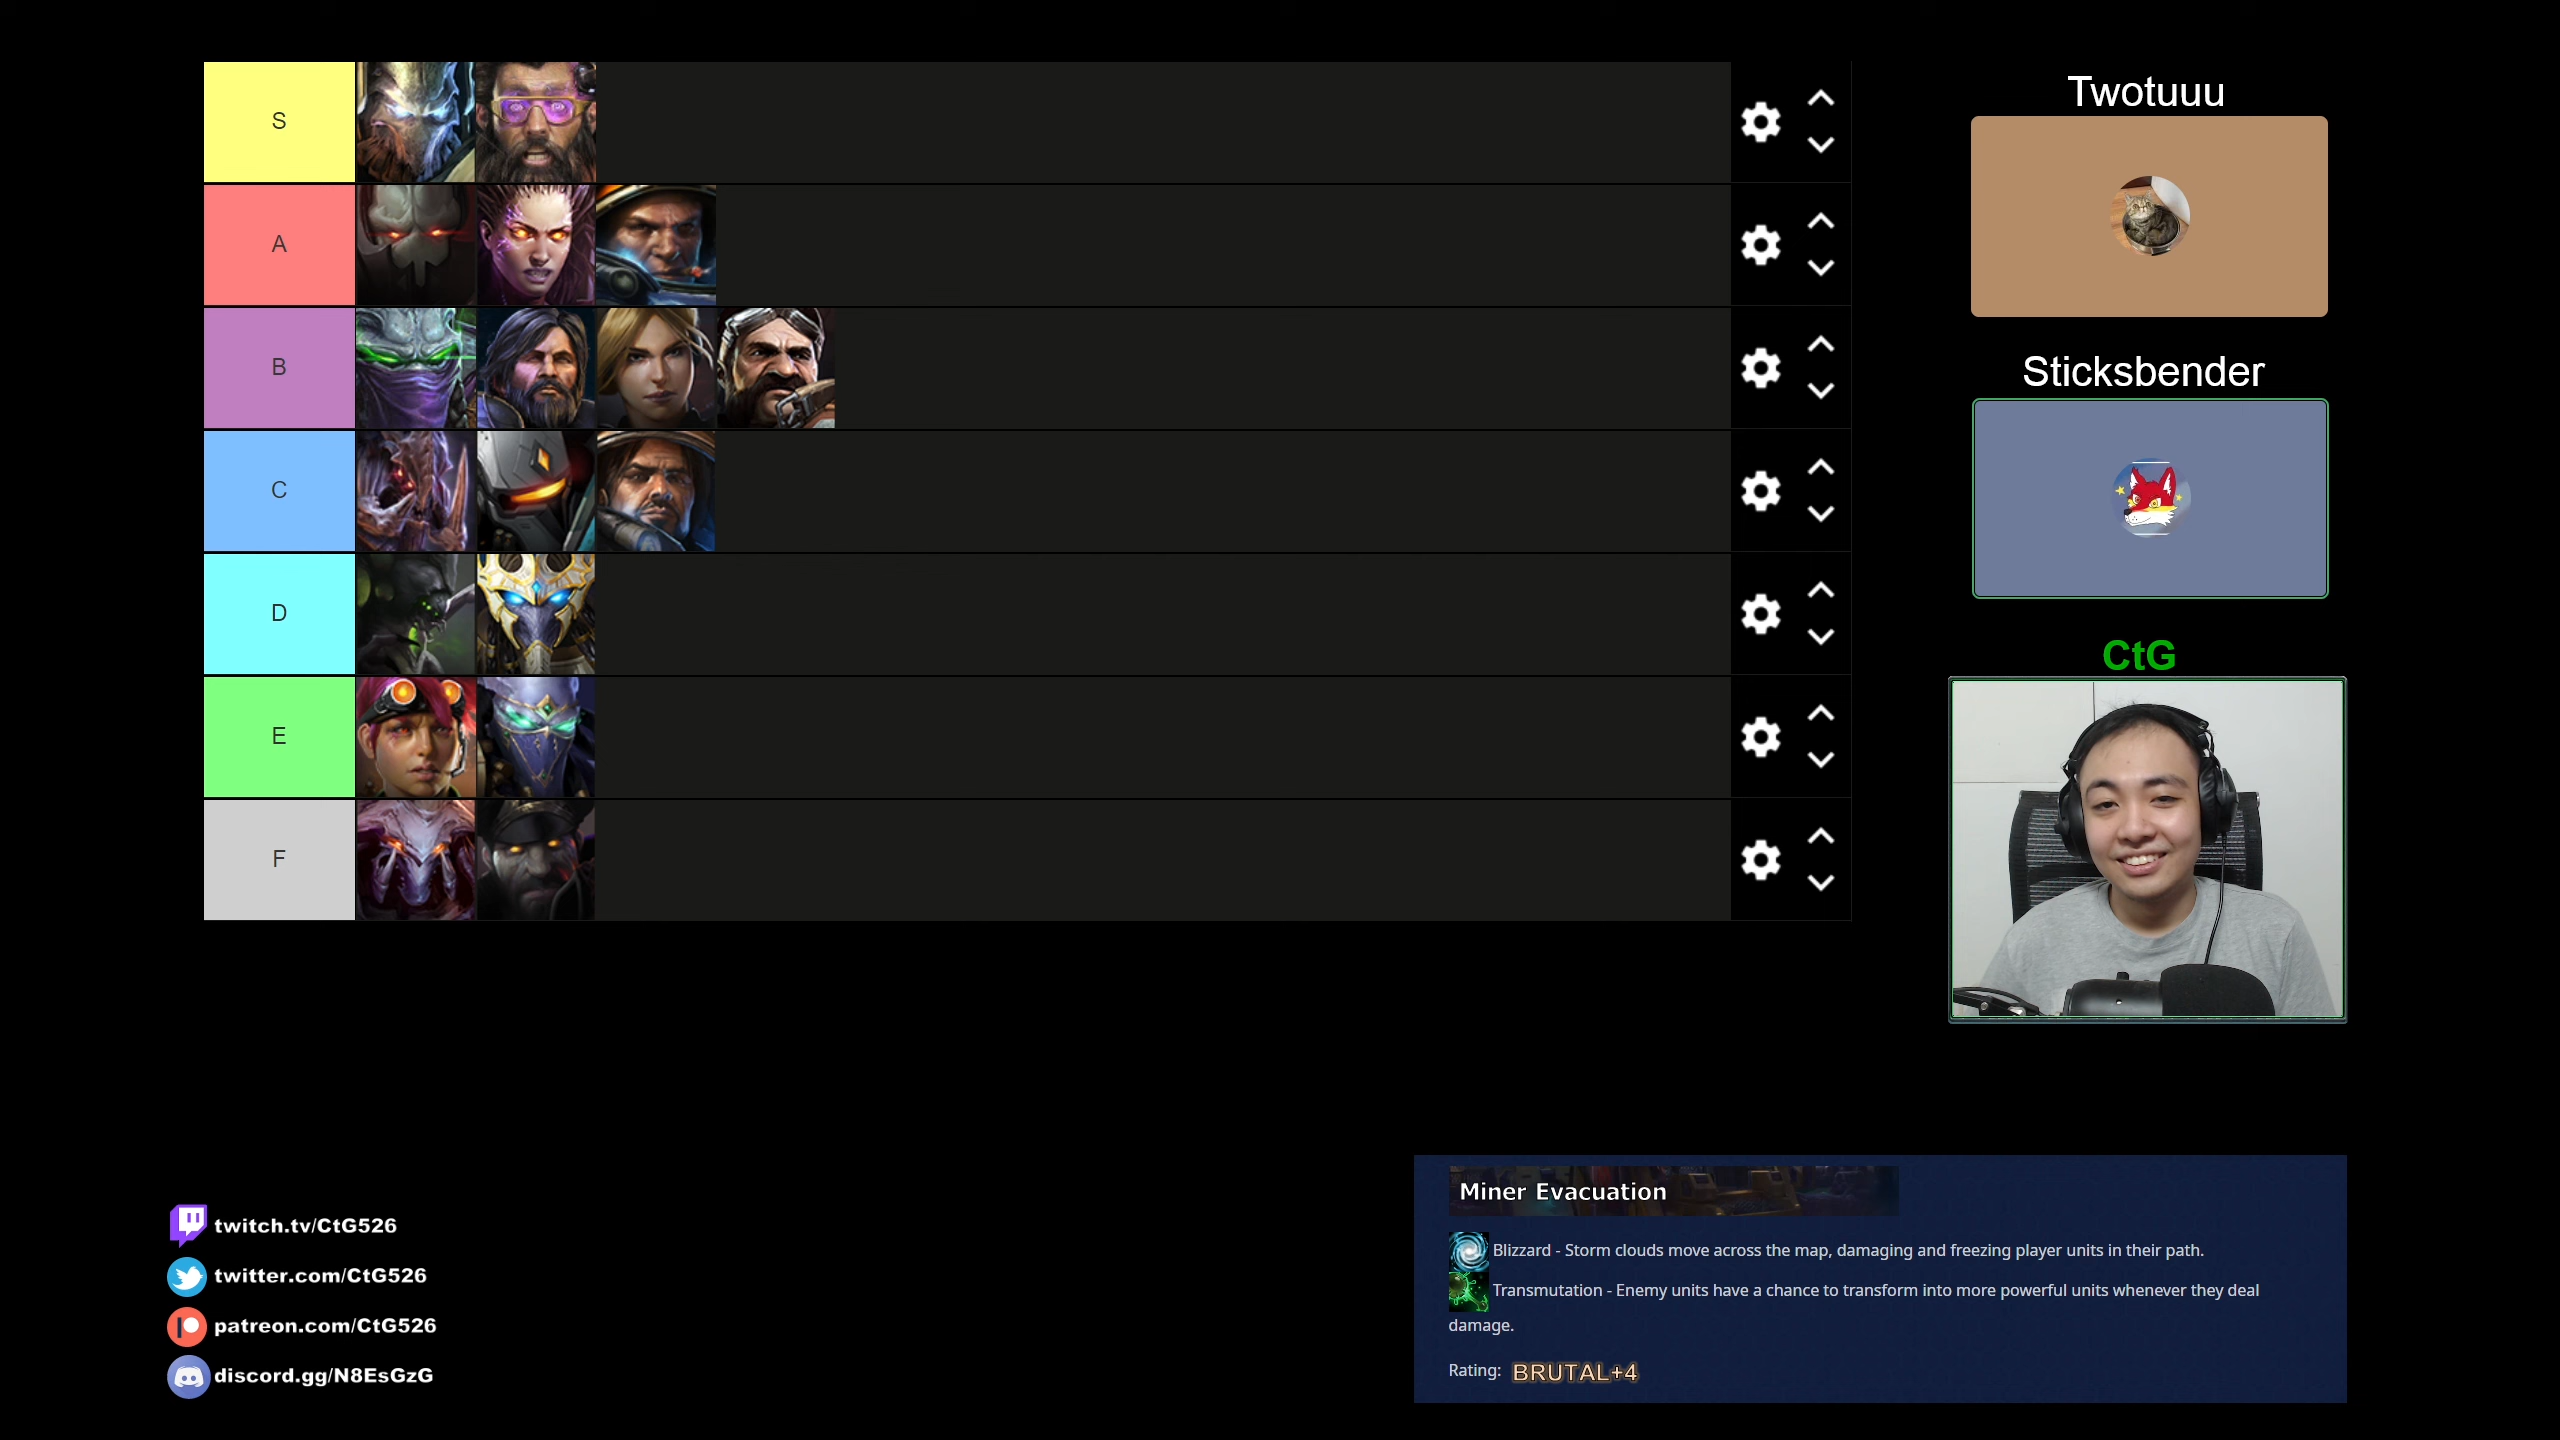 S
A
B
C
D
E
F
Twotuuu
Sticksbender
CtG
twitch.tv/CtG526
twitter.com/CtG526
patreon.com/CtG526
discord.gg/N8EsGzG
Miner Evacuation
Blizzard - Storm clouds move across the map, damaging and freezing player units in their path.
Transmutation - Enemy units have a chance to transform into more powerful units whenever they deal
damage.
Rating: BRUTAL+4